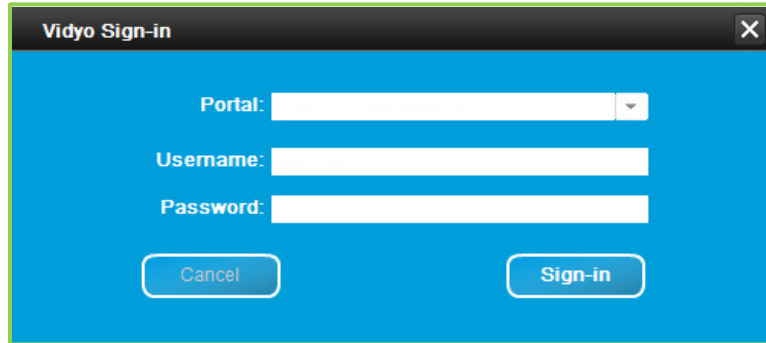 Vidyo Sign-in
Portal:
Username:
Password:
Cancel
Sign-in